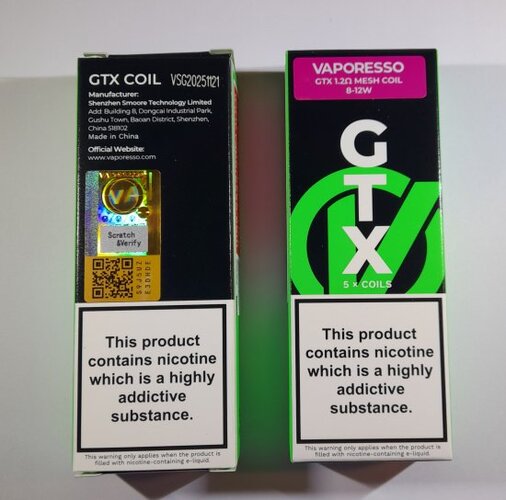 GTX COIL VSG20251121
Manufacturer:
Shenzhen Smoore Technology Limited
Add: Building 8, Dongcai Industrial Park,
Gushu Town, Baoan District, Shenzhen,
China 518102
Made in China
Official Website:
www.vaporesso.com
Scratch
&Verify
This product
contains nicotine
which is a highly
addictive
substance.
This warning only applies when the product is
filled with nicotine-containing e-liquid.
VAPORESSO
GTX 1.2Ω MESH COIL
8-12W
GTX
5 × COILS
This product
contains nicotine
which is a highly
addictive
substance.
This warning only applies when the product is
filled with nicotine-containing e-liquid.